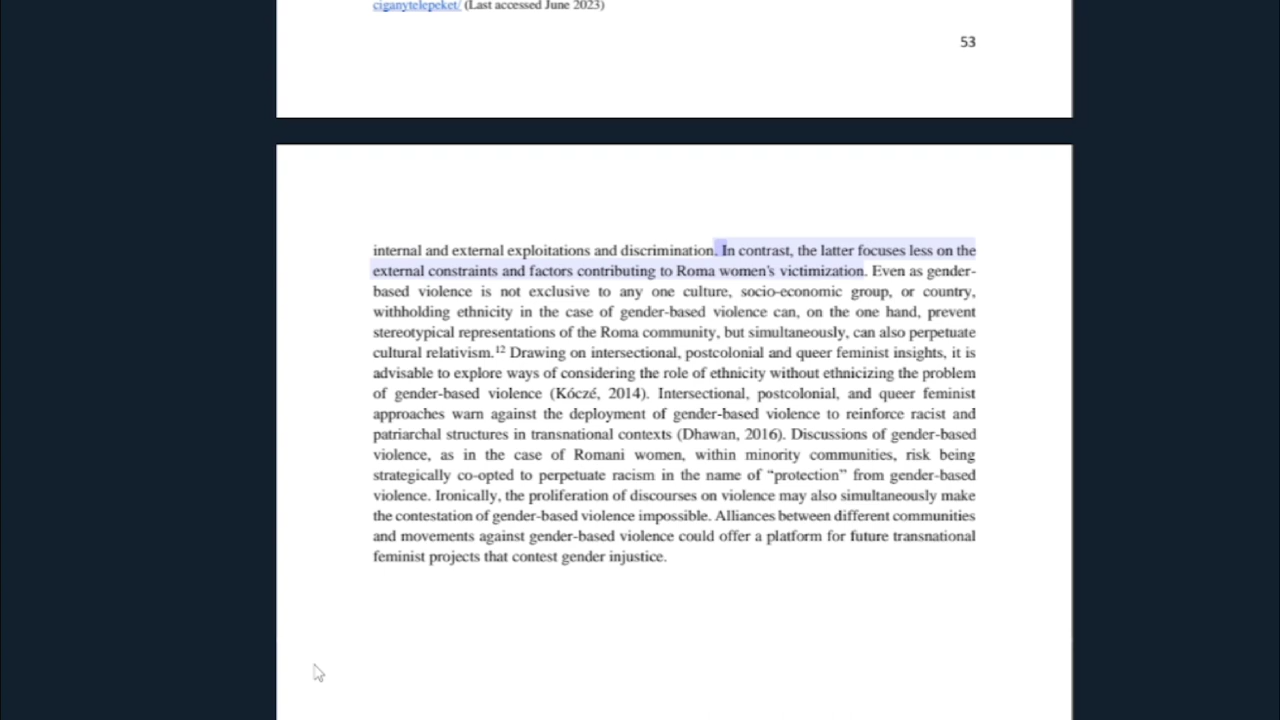 ciganytelepeket/ (Last accessed June 2023)
53
internal and external exploitations and discrimination. In contrast, the latter focuses less on the
external constraints and factors contributing to Roma women's victimization. Even as gender-
based violence is not exclusive to any one culture, socio-economic group, or country,
withholding ethnicity in the case of gender-based violence can, on the one hand, prevent
stereotypical representations of the Roma community, but simultaneously, can also perpetuate
cultural relativism.12 Drawing on intersectional, postcolonial and queer feminist insights, it is
advisable to explore ways of considering the role of ethnicity without ethnicizing the problem
of gender-based violence (Kóczé, 2014). Intersectional, postcolonial, and queer feminist
approaches warn against the deployment of gender-based violence to reinforce racist and
patriarchal structures in transnational contexts (Dhawan, 2016). Discussions of gender-based
violence, as in the case of Romani women, within minority communities, risk being
strategically co-opted to perpetuate racism in the name of “protection” from gender-based
violence. Ironically, the proliferation of discourses on violence may also simultaneously make
the contestation of gender-based violence impossible. Alliances between different communities
and movements against gender-based violence could offer a platform for future transnational
feminist projects that contest gender injustice.